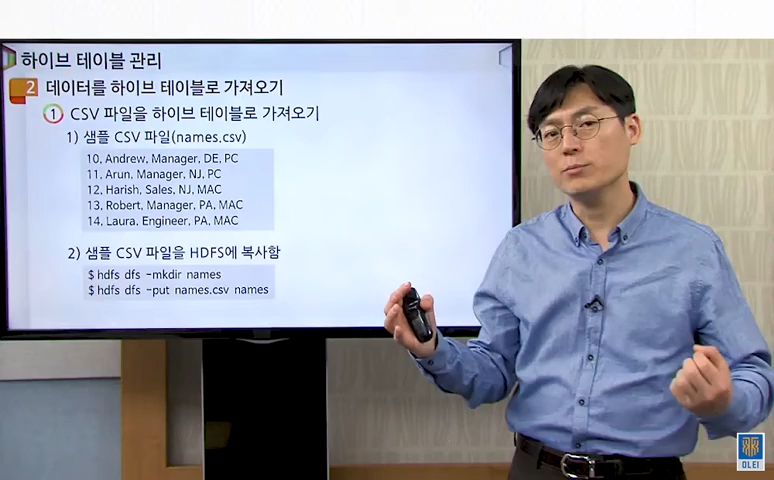 하이브 테이블 관리
2 데이터를 하이브 테이블로 가져오기
1 CSV 파일을 하이브 테이블로 가져오기
1) 샘플 CSV 파일(names.csv)
10, Andrew, Manager, DE, PC
11, Arun, Manager, NJ, PC
12, Harish, Sales, NJ, MAC
13, Robert, Manager, PA, MAC
14, Laura, Engineer, PA, MAC
2) 샘플 CSV 파일을 HDFS에 복사함
$ hdfs dfs -mkdir names
$ hdfs dfs -put names.csv names
OLEI